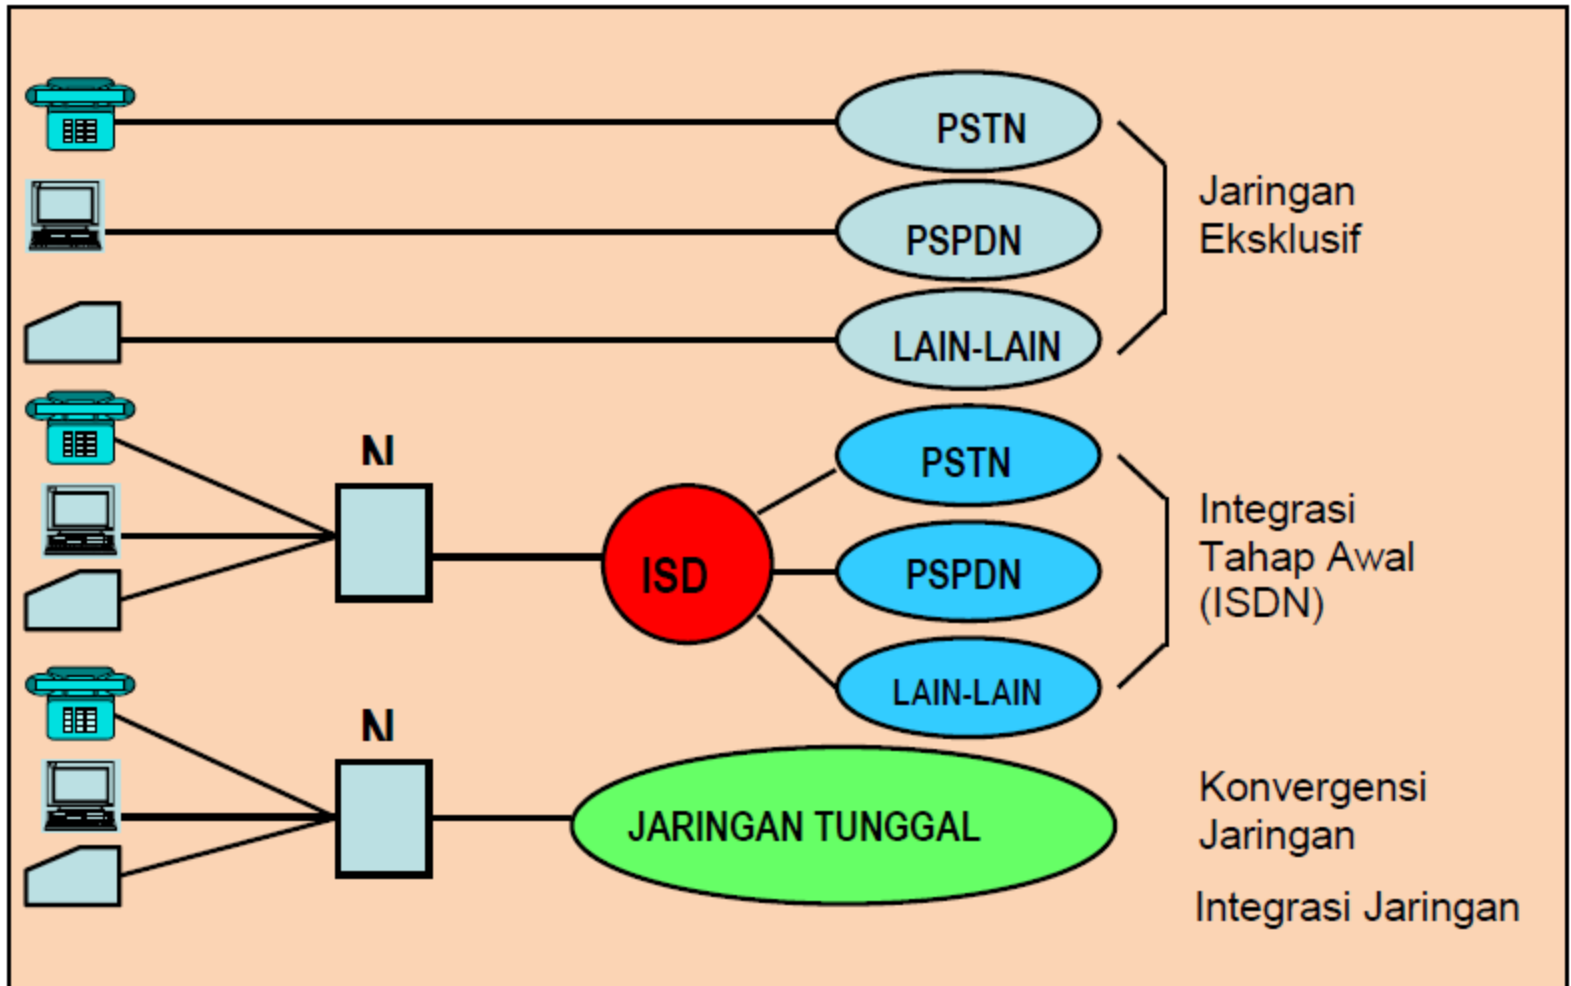 PSTN
PSPDN
LAIN-LAIN
Jaringan
Eksklusif
N
ISD
PSTN
PSPDN
LAIN-LAIN
Integrasi
Tahap Awal
(ISDN)
N
JARINGAN TUNGGAL
Konvergensi
Jaringan
Integrasi Jaringan